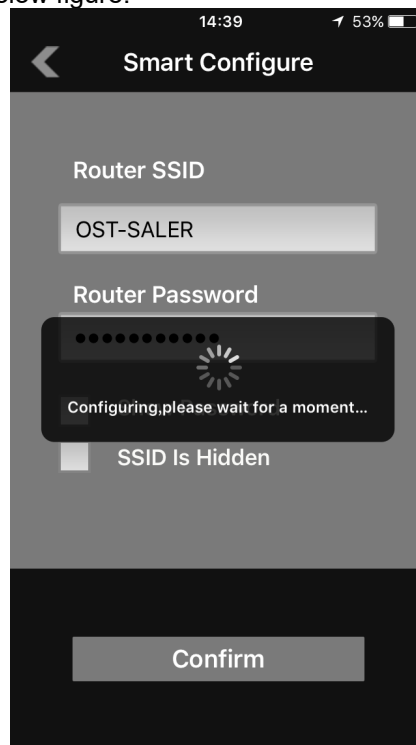 low figure:
14:39
53%
Smart Configure
Router SSID
OST-SALER
Router Password
•••••••••••
Configuring,please wait for a moment...
SSID Is Hidden
Confirm